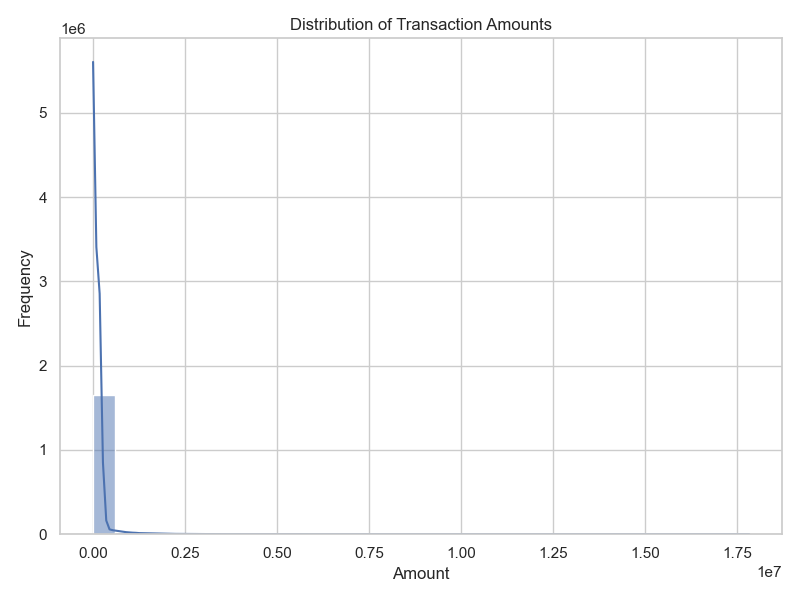 Distribution of Transaction Amounts
1e6
5
4
3
2
1
0
Frequency
0.00 0.25 0.50 0.75 1.00 1.25 1.50 1.75
1e7
Amount